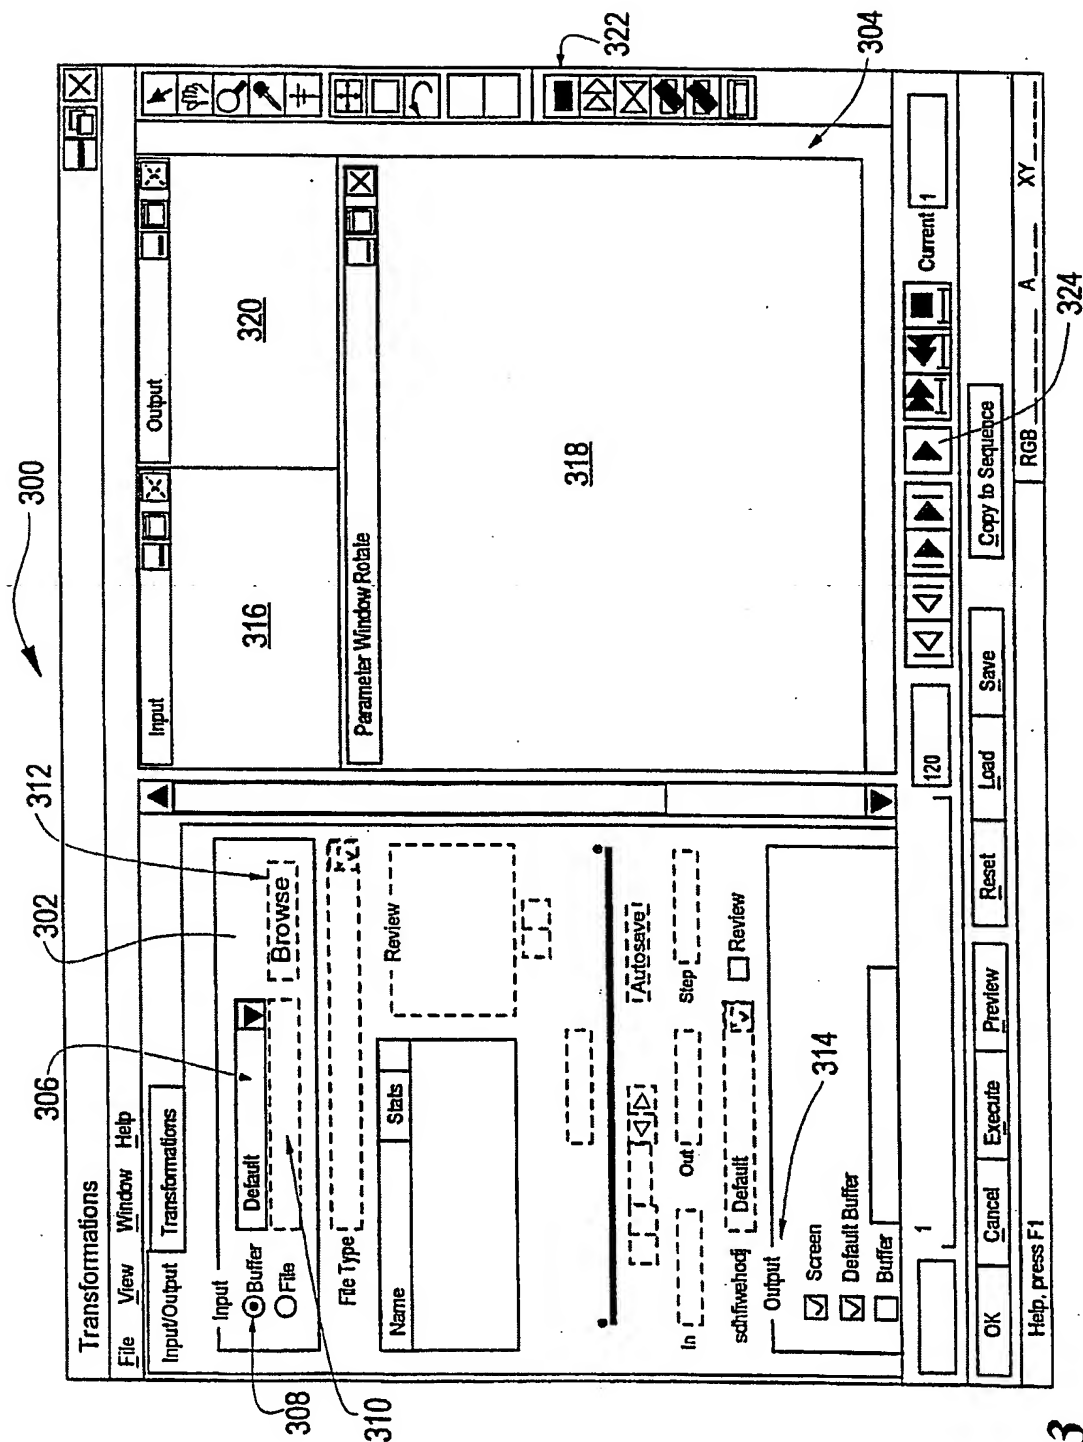 300
Transformations
File View Window Help
Input/Output Transformations
302
304
306
308
310
312
314
316
318
320
322
324
Input
Buffer
Default
File
Browse
File Type
Name Stats
Review
Autosave
In Out Step
schfiwehodj Default Review
Output
Screen
Default Buffer
Buffer
Input
Output
Parameter Window Rotate
1
120
Current 1
OK Cancel Execute Preview Reset Load Save Copy to Sequence
Help, press F1
RGB A XY
3